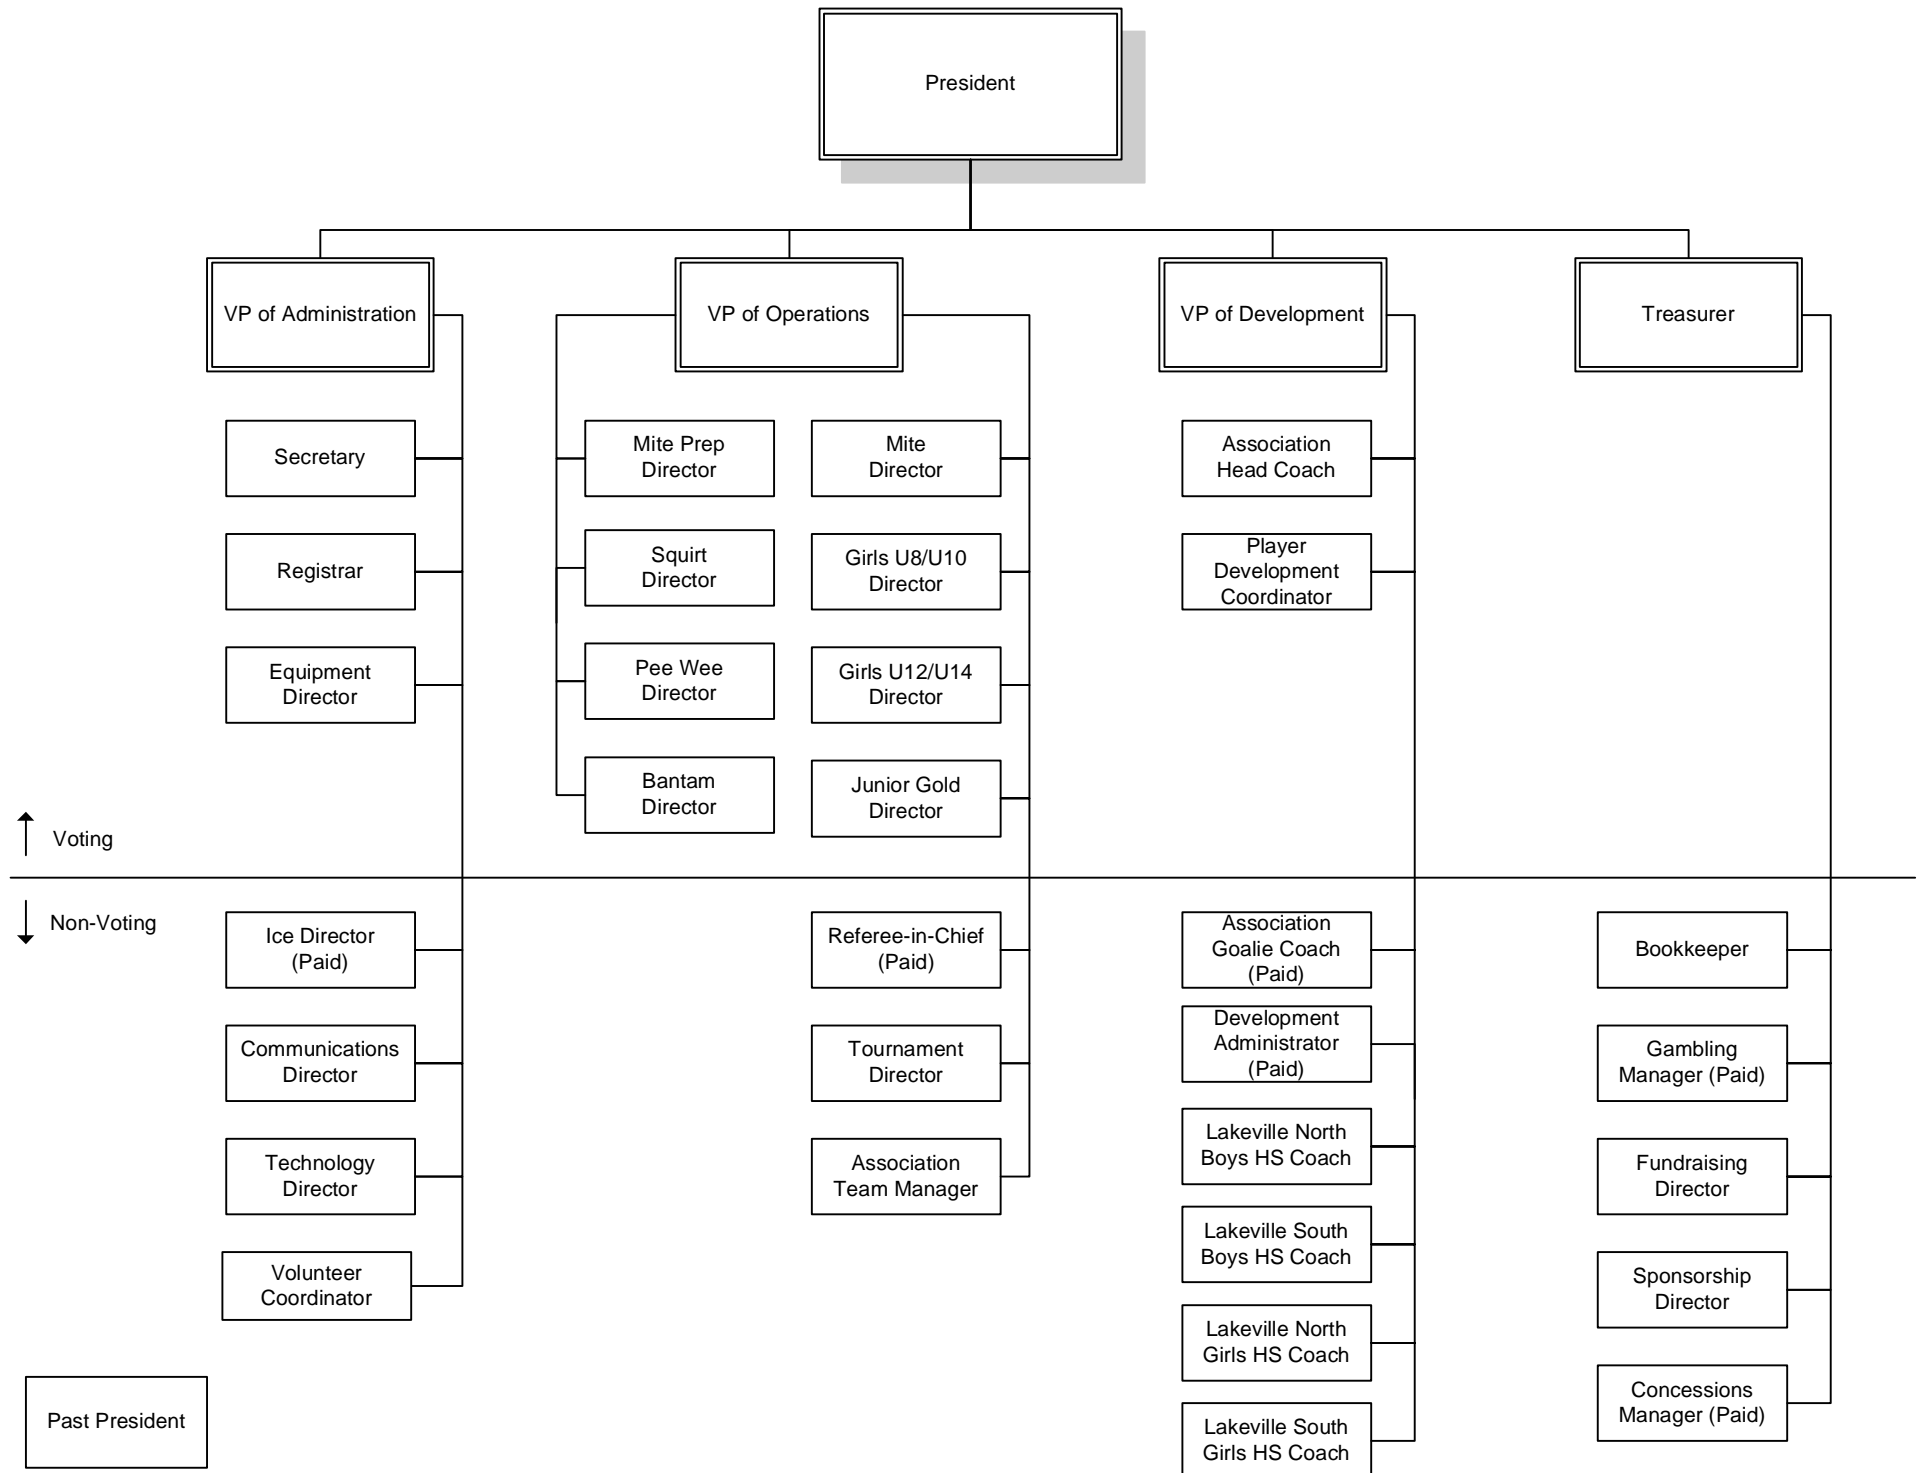 President
VP of Administration
VP of Operations
VP of Development
Treasurer
Secretary
Mite Prep
Director
Mite
Director
Association
Head Coach
Registrar
Squirt
Director
Girls U8/U10
Director
Player
Development
Coordinator
Equipment
Director
Pee Wee
Director
Girls U12/U14
Director
Bantam
Director
Junior Gold
Director
Voting
Non-Voting
Ice Director
(Paid)
Referee-in-Chief
(Paid)
Association
Goalie Coach
(Paid)
Bookkeeper
Communications
Director
Tournament
Director
Development
Administrator
(Paid)
Gambling
Manager (Paid)
Technology
Director
Association
Team Manager
Lakeville North
Boys HS Coach
Fundraising
Director
Volunteer
Coordinator
Lakeville South
Boys HS Coach
Sponsorship
Director
Lakeville North
Girls HS Coach
Concessions
Manager (Paid)
Past President
Lakeville South
Girls HS Coach